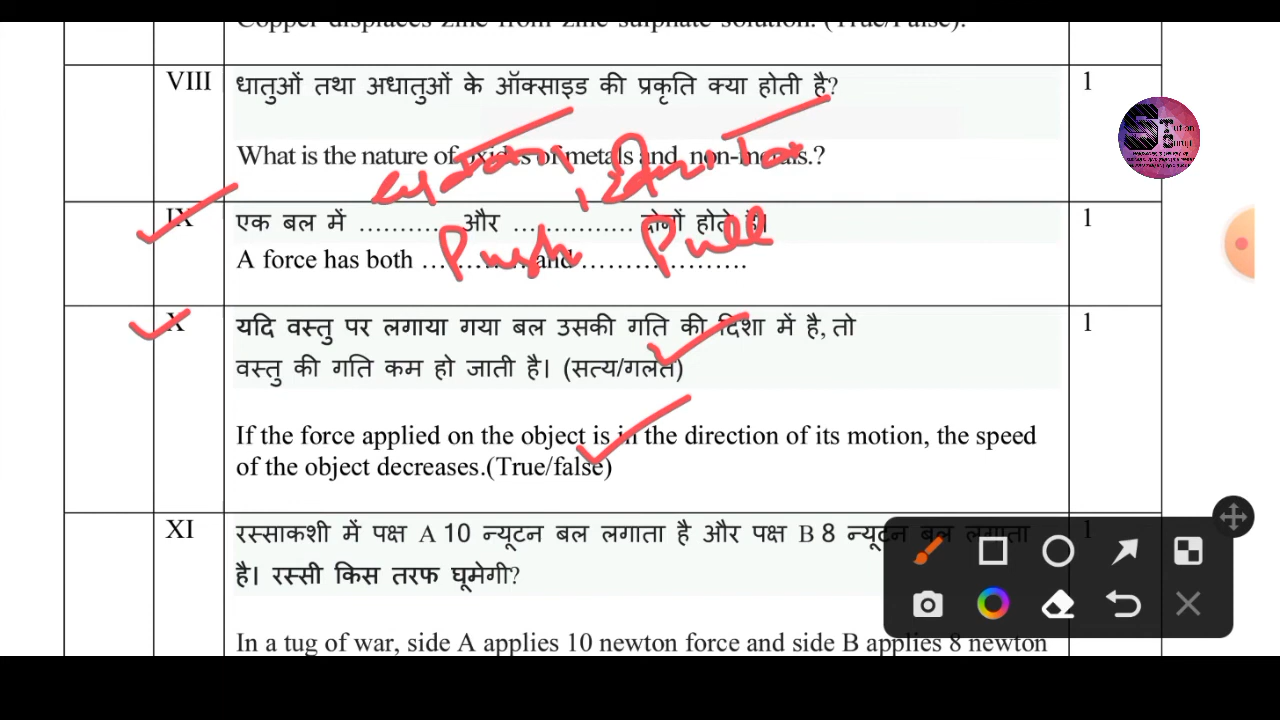 Copper displaces zinc from zinc sulphate solution. (True/False).
VIII धातुओं तथा अधातुओं के ऑक्साइड की प्रकृति क्या होती है? 1
What is the nature of oxides of metals and non-metals.?
IX एक बल में ........... और .............. दोनों होते हैं। 1
Push Pull
A force has both ............ and ...................
X यदि वस्तु पर लगाया गया बल उसकी गति की दिशा में है, तो 1
वस्तु की गति कम हो जाती है। (सत्य/गलत)
If the force applied on the object is in the direction of its motion, the speed
of the object decreases.(True/false)
XI रस्साकशी में पक्ष A 10 न्यूटन बल लगाता है और पक्ष B 8 न्यूटन बल लगाता 1
है। रस्सी किस तरफ घूमेगी?
In a tug of war, side A applies 10 newton force and side B applies 8 newton